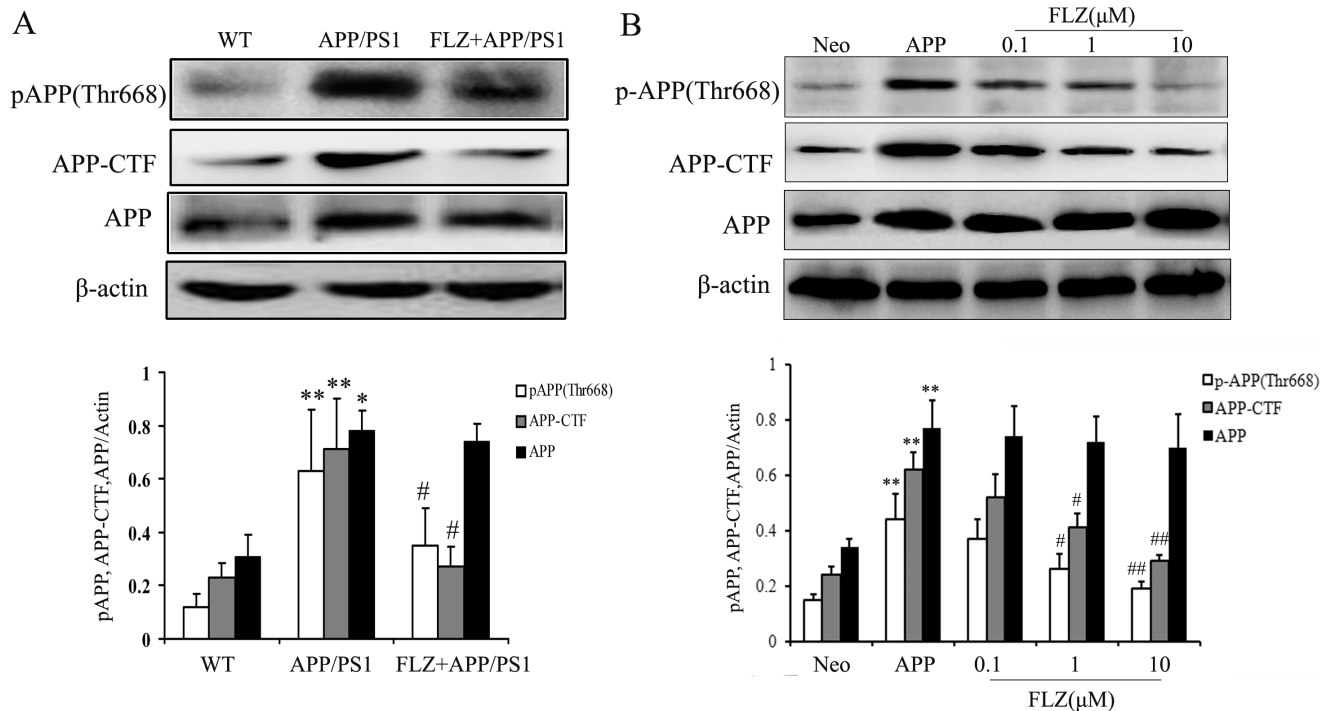 A
WT APP/PS1 FLZ+APP/PS1
pAPP(Thr668)
APP-CTF
APP
β-actin
1
0.8
0.6
0.4
0.2
0
pAPP, APP-CTF,APP/Actin
** ** *
# #
pAPP(Thr668)
APP-CTF
APP
WT APP/PS1 FLZ+APP/PS1
B
FLZ(μM)
Neo APP 0.1 1 10
p-APP(Thr668)
APP-CTF
APP
β-actin
1
0.8
0.6
0.4
0.2
0
pAPP, APP-CTF,APP/Actin
** ** **
# #
## ##
p-APP(Thr668)
APP-CTF
APP
Neo APP 0.1 1 10
FLZ(μM)